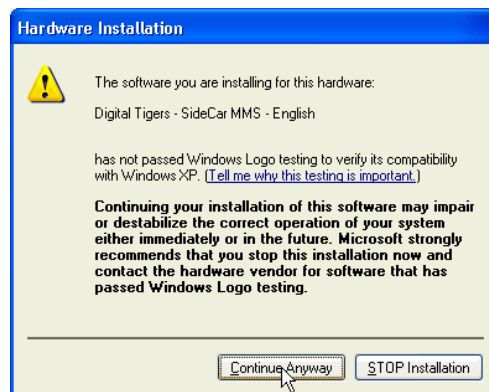 Hardware Installation
The software you are installing for this hardware:
Digital Tigers - SideCar MMS - English
has not passed Windows Logo testing to verify its compatibility
with Windows XP. (Tell me why this testing is important.)
Continuing your installation of this software may impair
or destabilize the correct operation of your system
either immediately or in the future. Microsoft strongly
recommends that you stop this installation now and
contact the hardware vendor for software that has
passed Windows Logo testing.
Continue Anyway STOP Installation